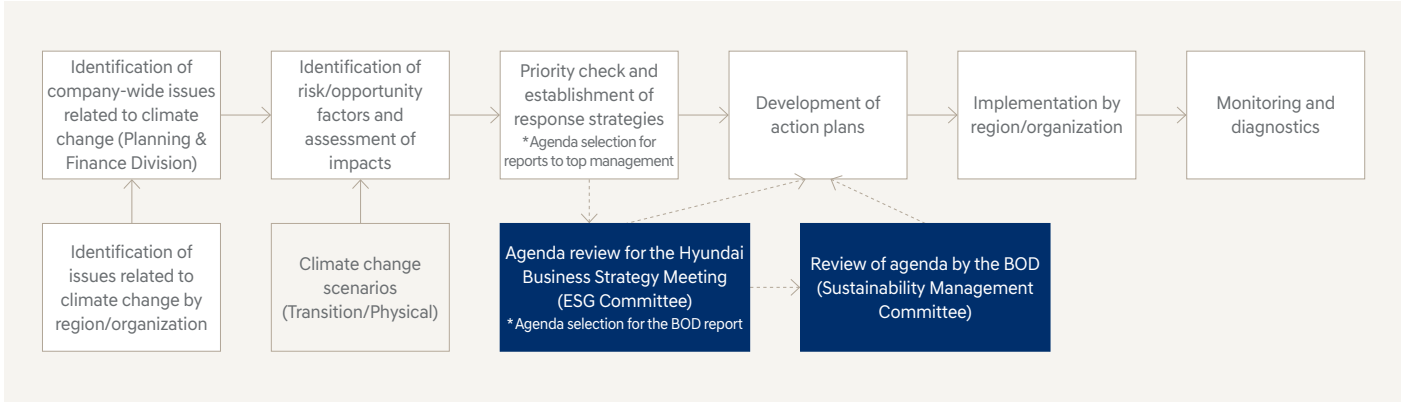 Identification of
company-wide issues
related to climate
change (Planning &
Finance Division)
Identification of
risk/opportunity
factors and
assessment of
impacts
Priority check and
establishment of
response strategies
*Agenda selection for
reports to top management
Development of
action plans
Implementation by
region/organization
Monitoring and
diagnostics
Identification of
issues related to
climate change by
region/organization
Climate change
scenarios
(Transition/Physical)
Agenda review for the Hyundai
Business Strategy Meeting
(ESG Committee)
*Agenda selection for the BOD report
Review of agenda by the BOD
(Sustainability Management
Committee)